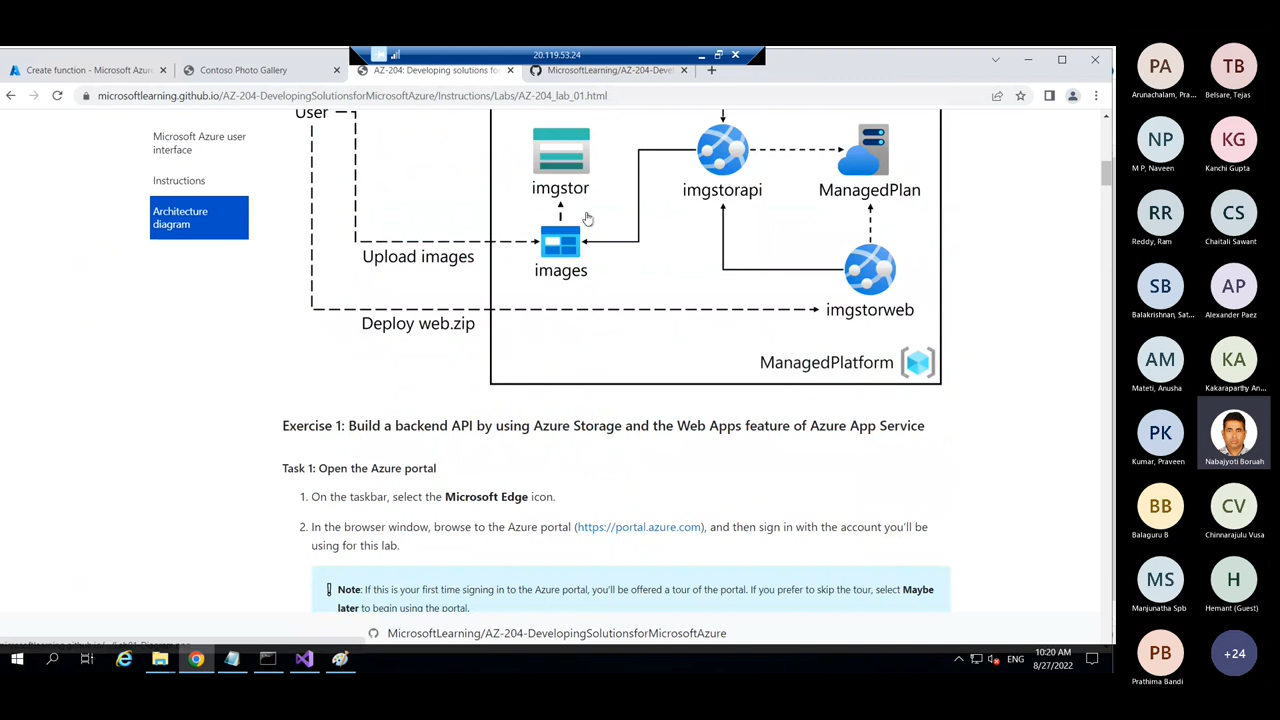 20.119.53.24
Create function - Microsoft Azur
Contoso Photo Gallery
AZ-204: Developing solutions fo
MicrosoftLearning/AZ-204-Devel
microsoftlearning.github.io/AZ-204-DevelopingSolutionsforMicrosoftAzure/Instructions/Labs/AZ-204_lab_01.html
Microsoft Azure user
interface
Instructions
Architecture
diagram
User
imgstor
imgstorapi
ManagedPlan
Upload images
images
imgstorweb
Deploy web.zip
ManagedPlatform
Exercise 1: Build a backend API by using Azure Storage and the Web Apps feature of Azure App Service
Task 1: Open the Azure portal
1. On the taskbar, select the Microsoft Edge icon.
2. In the browser window, browse to the Azure portal (https://portal.azure.com), and then sign in with the account you'll be
using for this lab.
Note: If this is your first time signing in to the Azure portal, you'll be offered a tour of the portal. If you prefer to skip the tour, select Maybe
later to begin using the portal.
MicrosoftLearning/AZ-204-DevelopingSolutionsforMicrosoftAzure
ENG
10:20 AM
8/27/2022
PA
Arunachalam, Pra...
TB
Belsare, Tejas
NP
M P, Naveen
KG
Kanchi Gupta
RR
Reddy, Ram
CS
Chaitali Sawant
SB
Balakrishnan, Sat...
AP
Alexander Paez
AM
Mateti, Anusha
KA
Kakaraparthy An...
PK
Kumar, Praveen
Nabajyoti Boruah
BB
Balaguru B
CV
Chinnarajulu Vusa
MS
Manjunatha Spb
H
Hemant (Guest)
PB
Prathima Bandi
+24